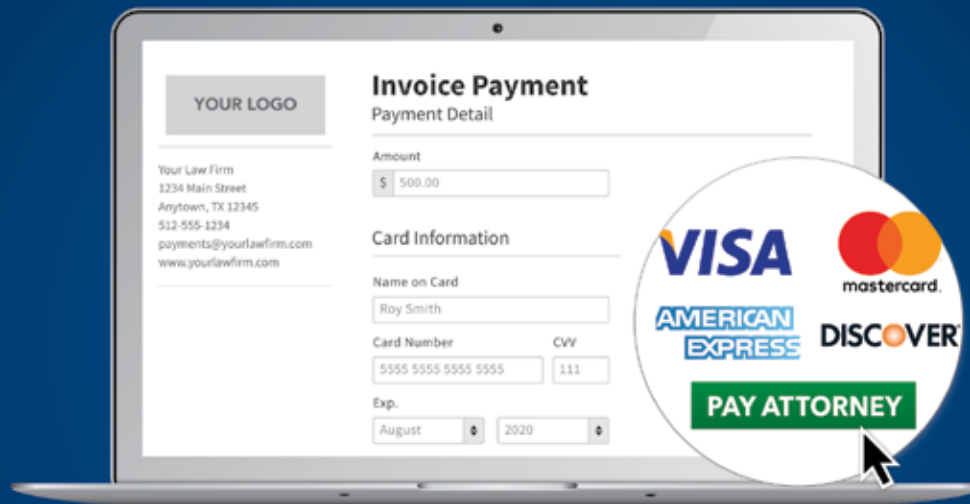 YOUR LOGO
Your Law Firm
1234 Main Street
Anytown, TX 12345
512-555-1234
payments@yourlawfirm.com
www.yourlawfirm.com
Invoice Payment
Payment Detail
Amount
$ 500.00
Card Information
Name on Card
Roy Smith
Card Number CVV
5555 5555 5555 5555 111
Exp.
August 2020
VISA
mastercard.
AMERICAN
EXPRESS
DISCOVER
PAY ATTORNEY